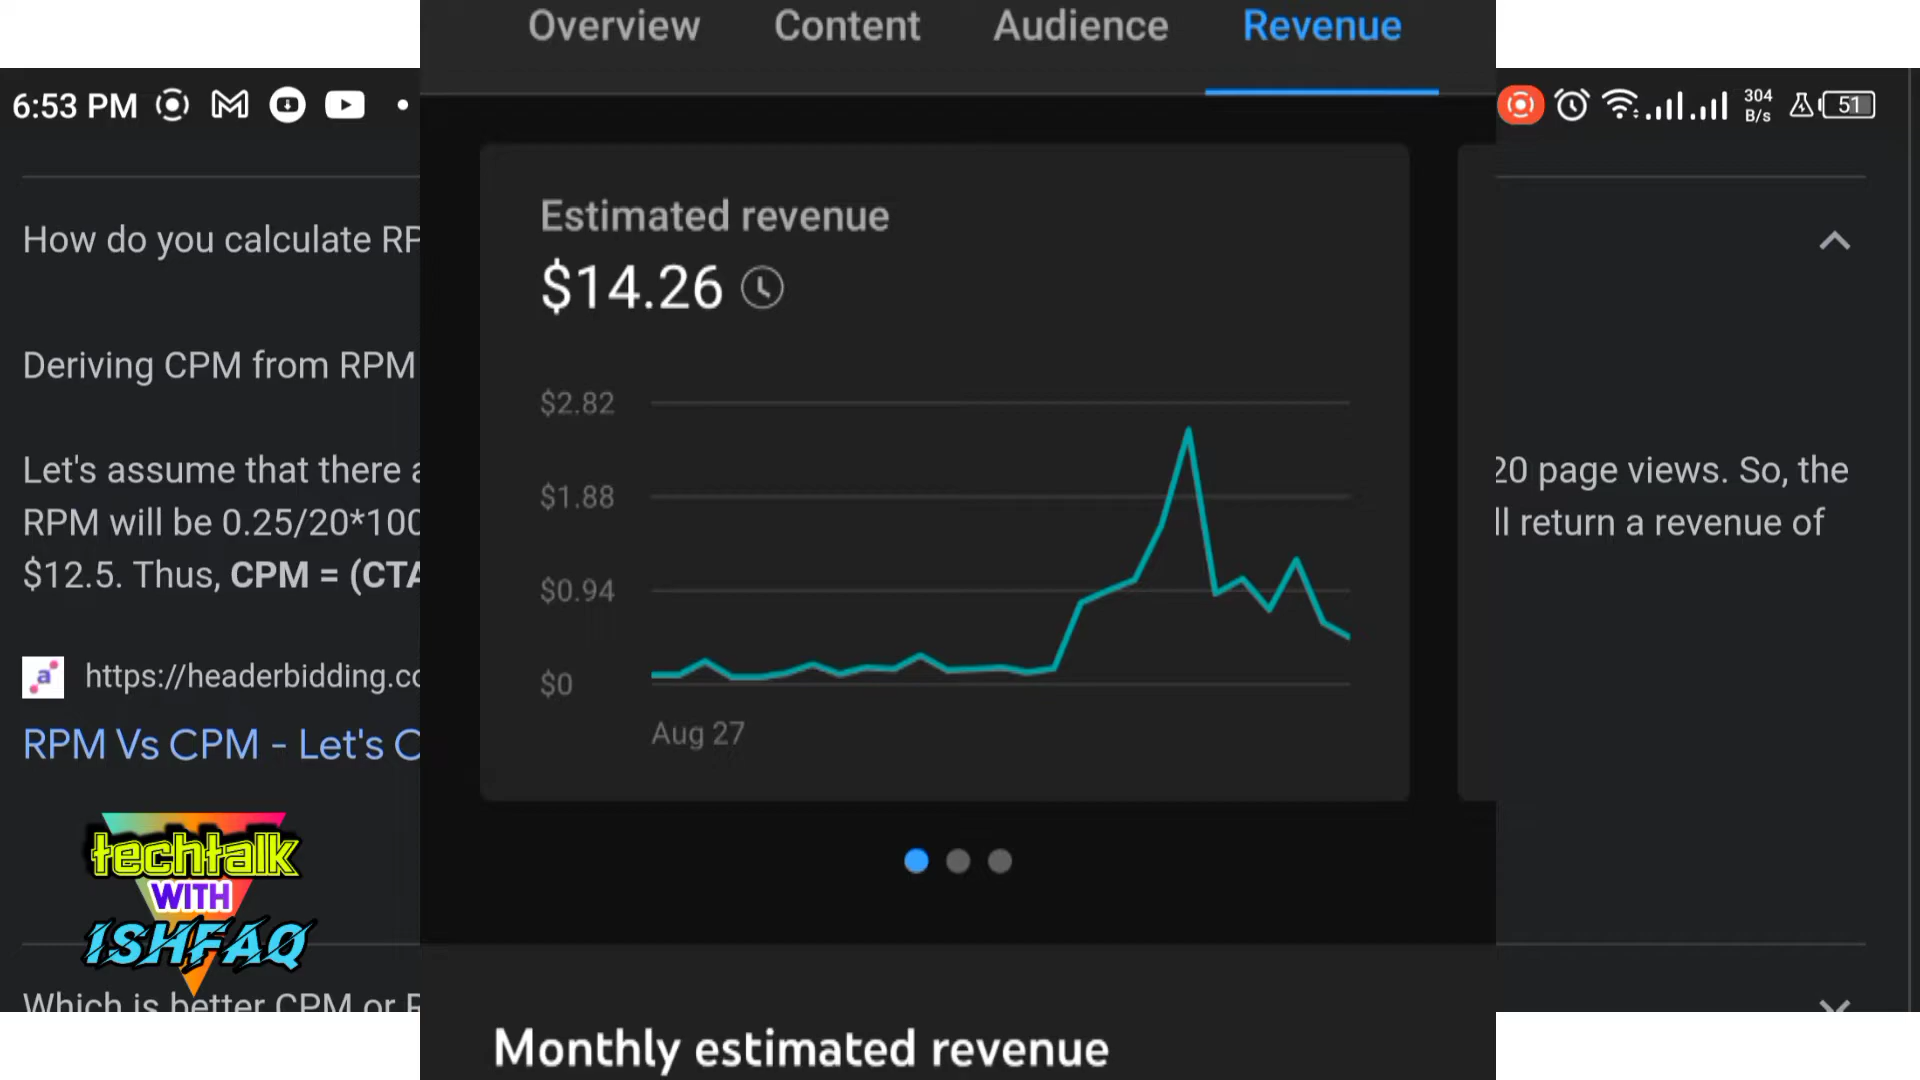 Overview Content Audience Revenue
6:53 PM
304
B/s
51
How do you calculate RP
Estimated revenue
$14.26
Deriving CPM from RPM
$2.82
Let's assume that there a
20 page views. So, the
$1.88
RPM will be 0.25/20*100
ll return a revenue of
$12.5. Thus, CPM = (CTA
$0.94
https://headerbidding.co
$0
Aug 27
RPM Vs CPM - Let's C
techtalk
WITH
ISHFAQ
Which is better CPM or R
Monthly estimated revenue